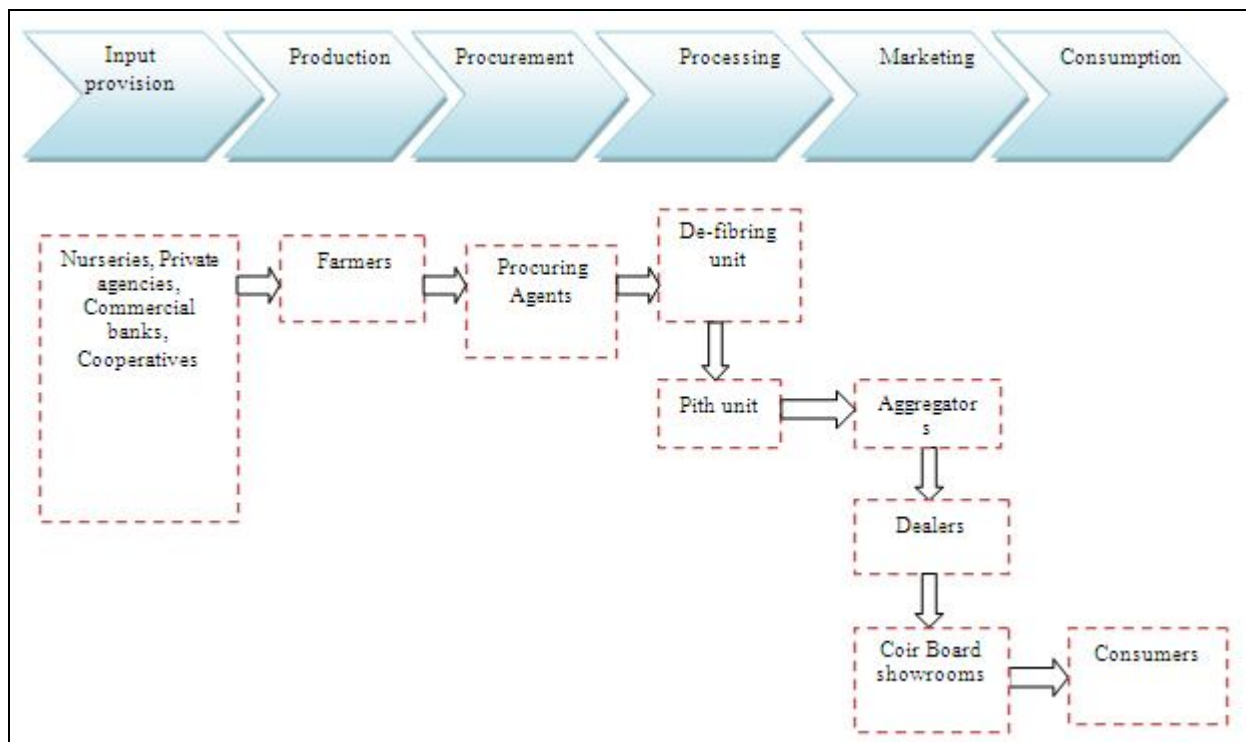 Input
provision
Production
Procurement
Processing
Marketing
Consumption
Nurseries, Private
agencies,
Commercial
banks,
Cooperatives
Farmers
Procuring
Agents
De-fibring
unit
Pith unit
Aggregator
s
Dealers
Coir Board
showrooms
Consumers